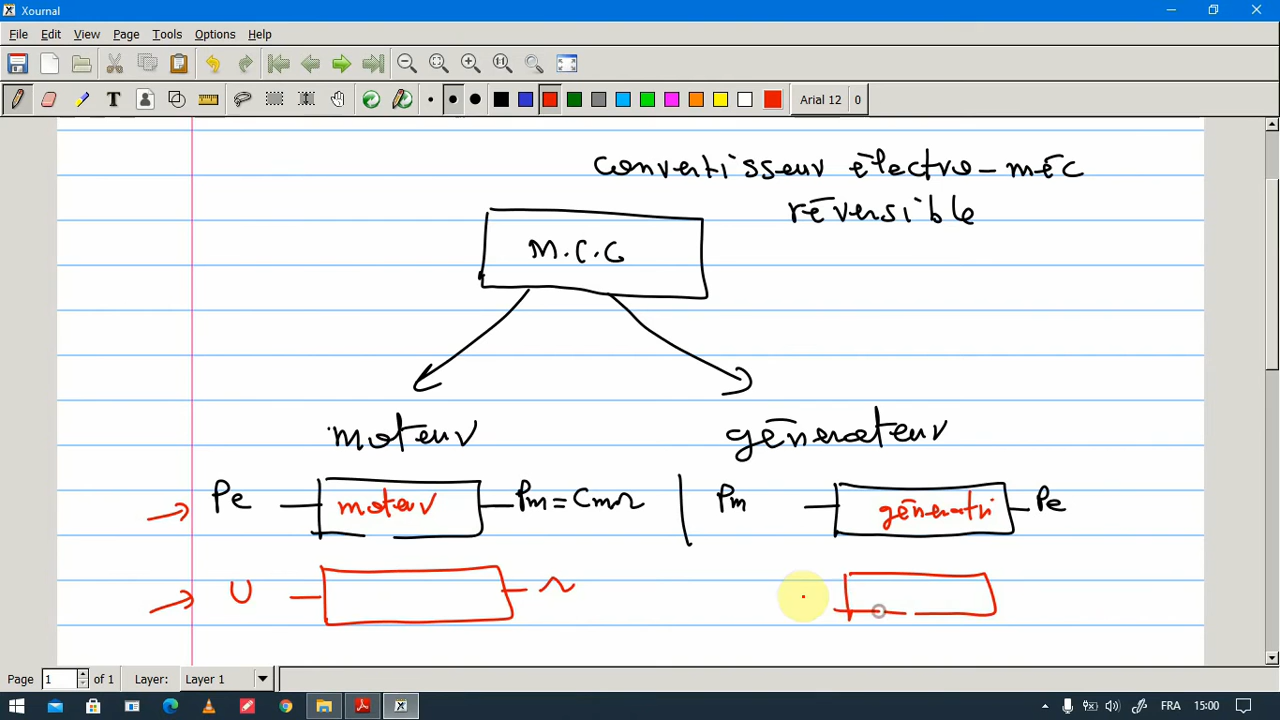 Xournal
File Edit View Page Tools Options Help
Arial 12 0
convertisseur électro-méc
réversible
M.C.C
moteur générateur
Pe moteur Pm = CmΩ Pm génératri Pe
U Ω
Page 1 of 1 Layer: Layer 1
FRA 15:00